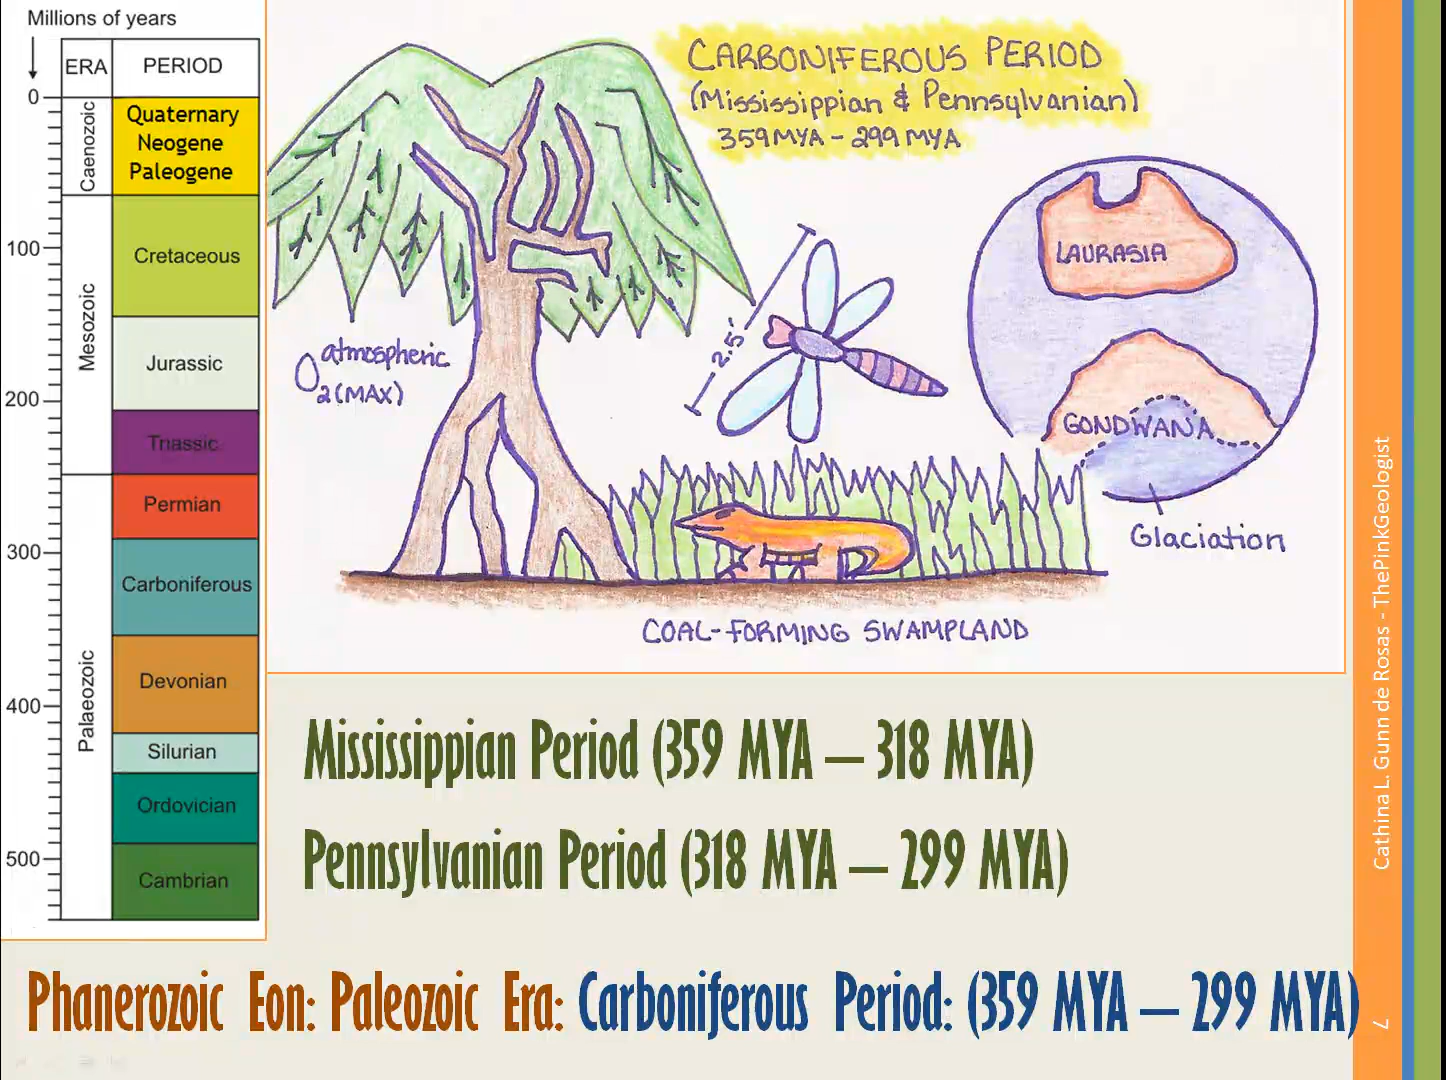 Millions of years
ERA
PERIOD
0
100
200
300
400
500
Caenozoic
Mesozoic
Palaeozoic
Quaternary
Neogene
Paleogene
Cretaceous
Jurassic
Triassic
Permian
Carboniferous
Devonian
Silurian
Ordovician
Cambrian
CARBONIFEROUS PERIOD
(Mississippian & Pennsylvanian)
359 MYA - 299 MYA
LAURASIA
GONDWANA
Glaciation
2.5'
atmospheric
O2 (MAX)
COAL-FORMING SWAMPLAND
Mississippian Period (359 MYA – 318 MYA)
Pennsylvanian Period (318 MYA – 299 MYA)
Phanerozoic Eon: Paleozoic Era: Carboniferous Period: (359 MYA – 299 MYA)
Cathina L. Gunn de Rosas - ThePinkGeologist
7